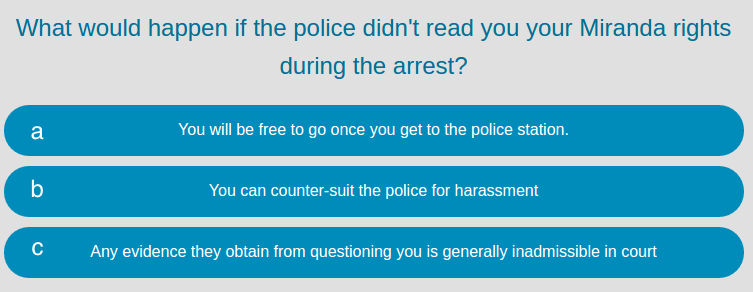 What would happen if the police didn't read you your Miranda rights
during the arrest?
a You will be free to go once you get to the police station.
b You can counter-suit the police for harassment
c Any evidence they obtain from questioning you is generally inadmissible in court